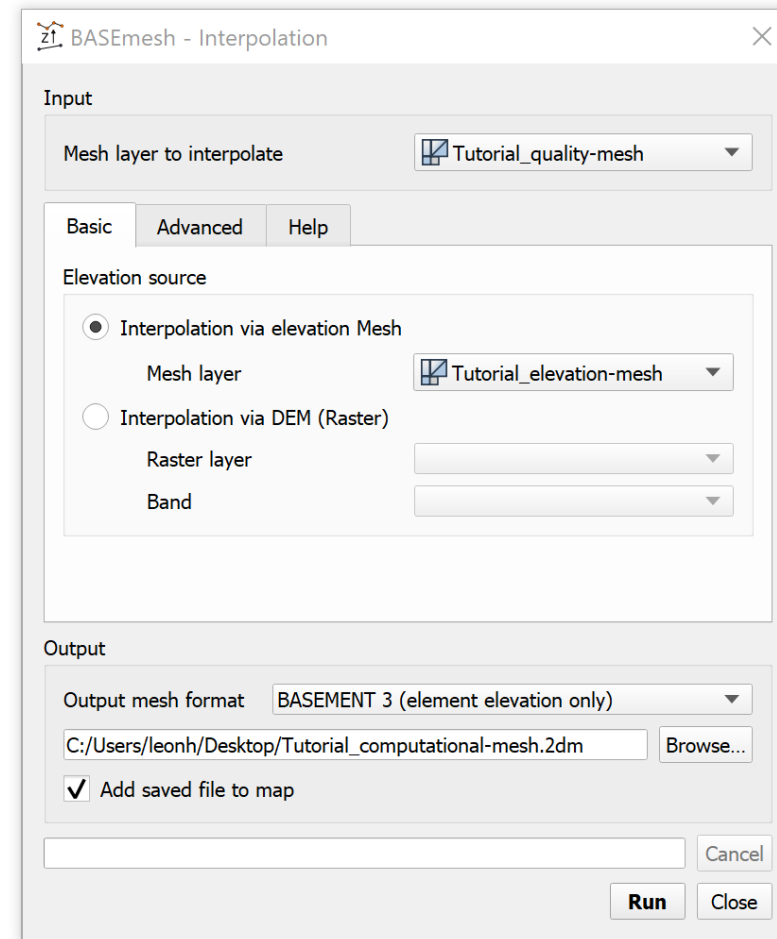 BASEmesh - Interpolation
Input
Mesh layer to interpolate Tutorial_quality-mesh
Basic Advanced Help
Elevation source
Interpolation via elevation Mesh
Mesh layer Tutorial_elevation-mesh
Interpolation via DEM (Raster)
Raster layer
Band
Output
Output mesh format BASEMENT 3 (element elevation only)
C:/Users/leonh/Desktop/Tutorial_computational-mesh.2dm Browse...
Add saved file to map
Cancel
Run Close